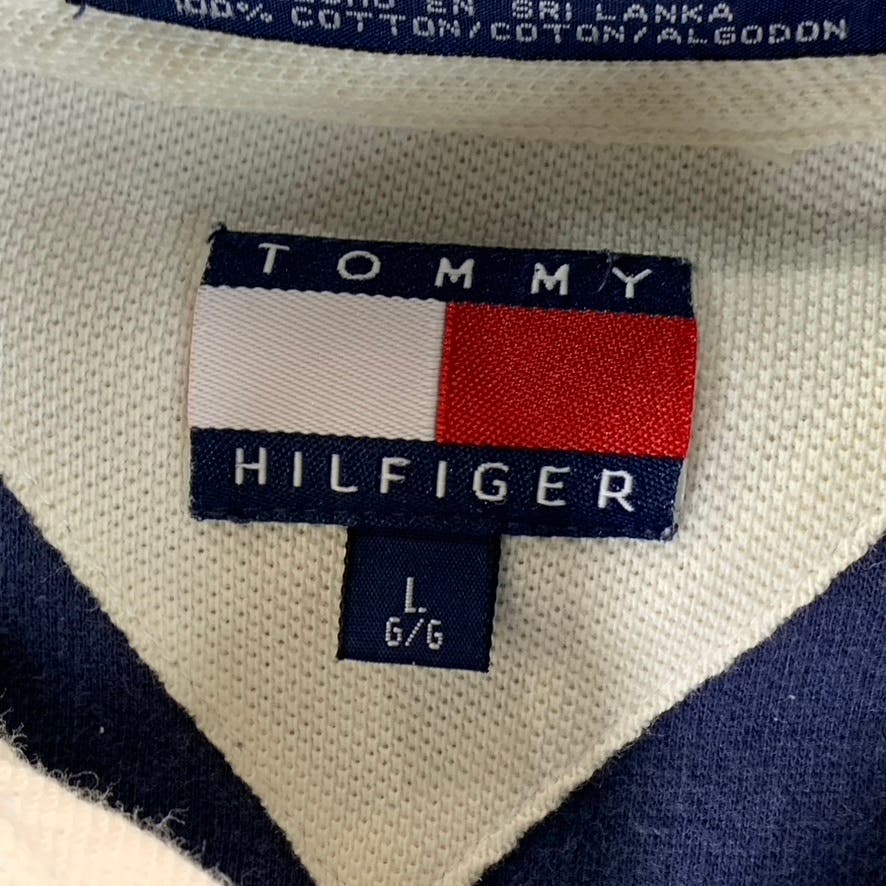 EN SRI LANKA
100% COTTON/COTON/ALGODON
TOMMY
HILFIGER
L
G/G